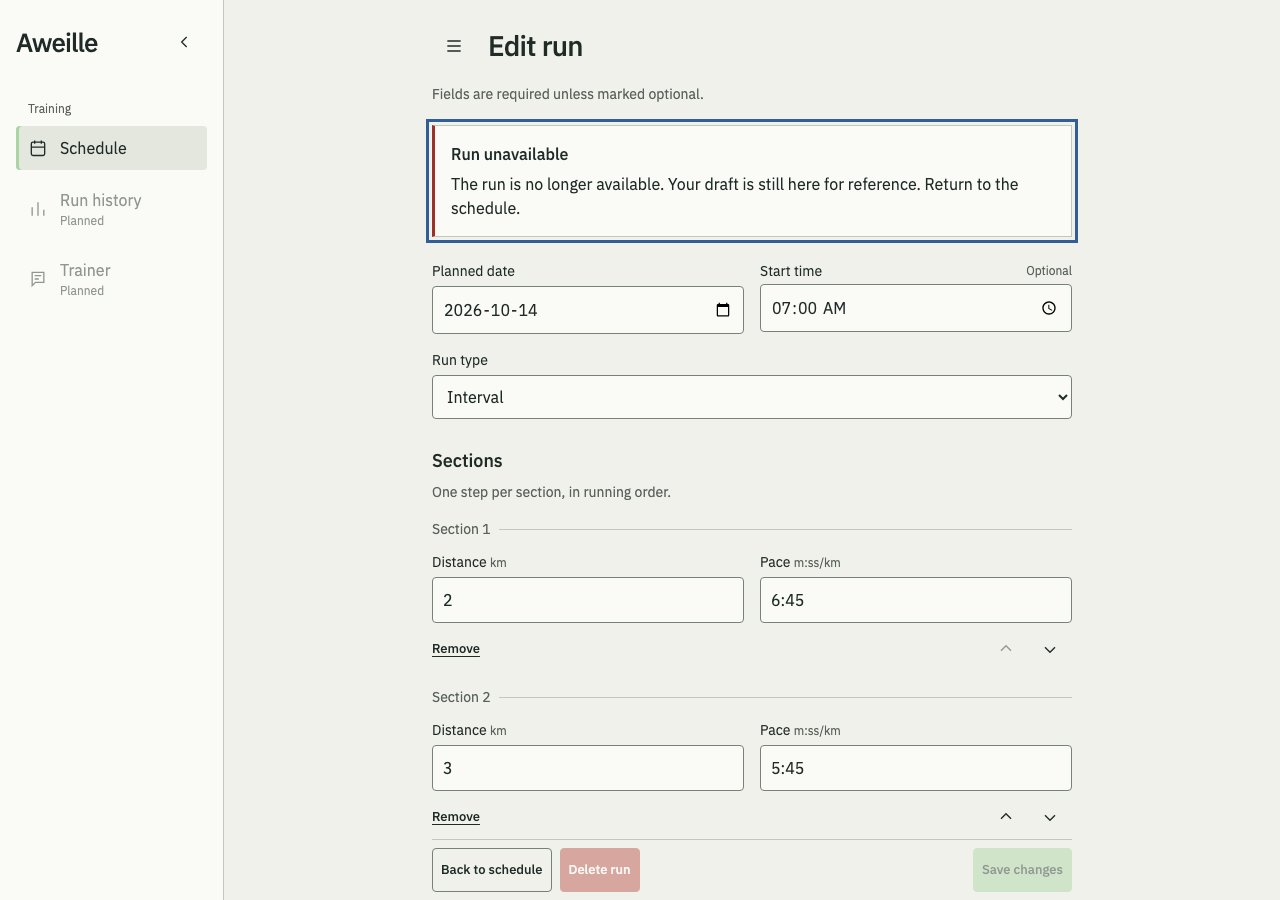 Aweille
Training
Schedule
Run history
Planned
Trainer
Planned
Edit run
Fields are required unless marked optional.
Run unavailable
The run is no longer available. Your draft is still here for reference. Return to the
schedule.
Planned date
Start time Optional
2026-10-14
07:00 AM
Run type
Interval
Sections
One step per section, in running order.
Section 1
Distance km
Pace m:ss/km
2
6:45
Remove
Section 2
Distance km
Pace m:ss/km
3
5:45
Remove
Back to schedule
Delete run
Save changes